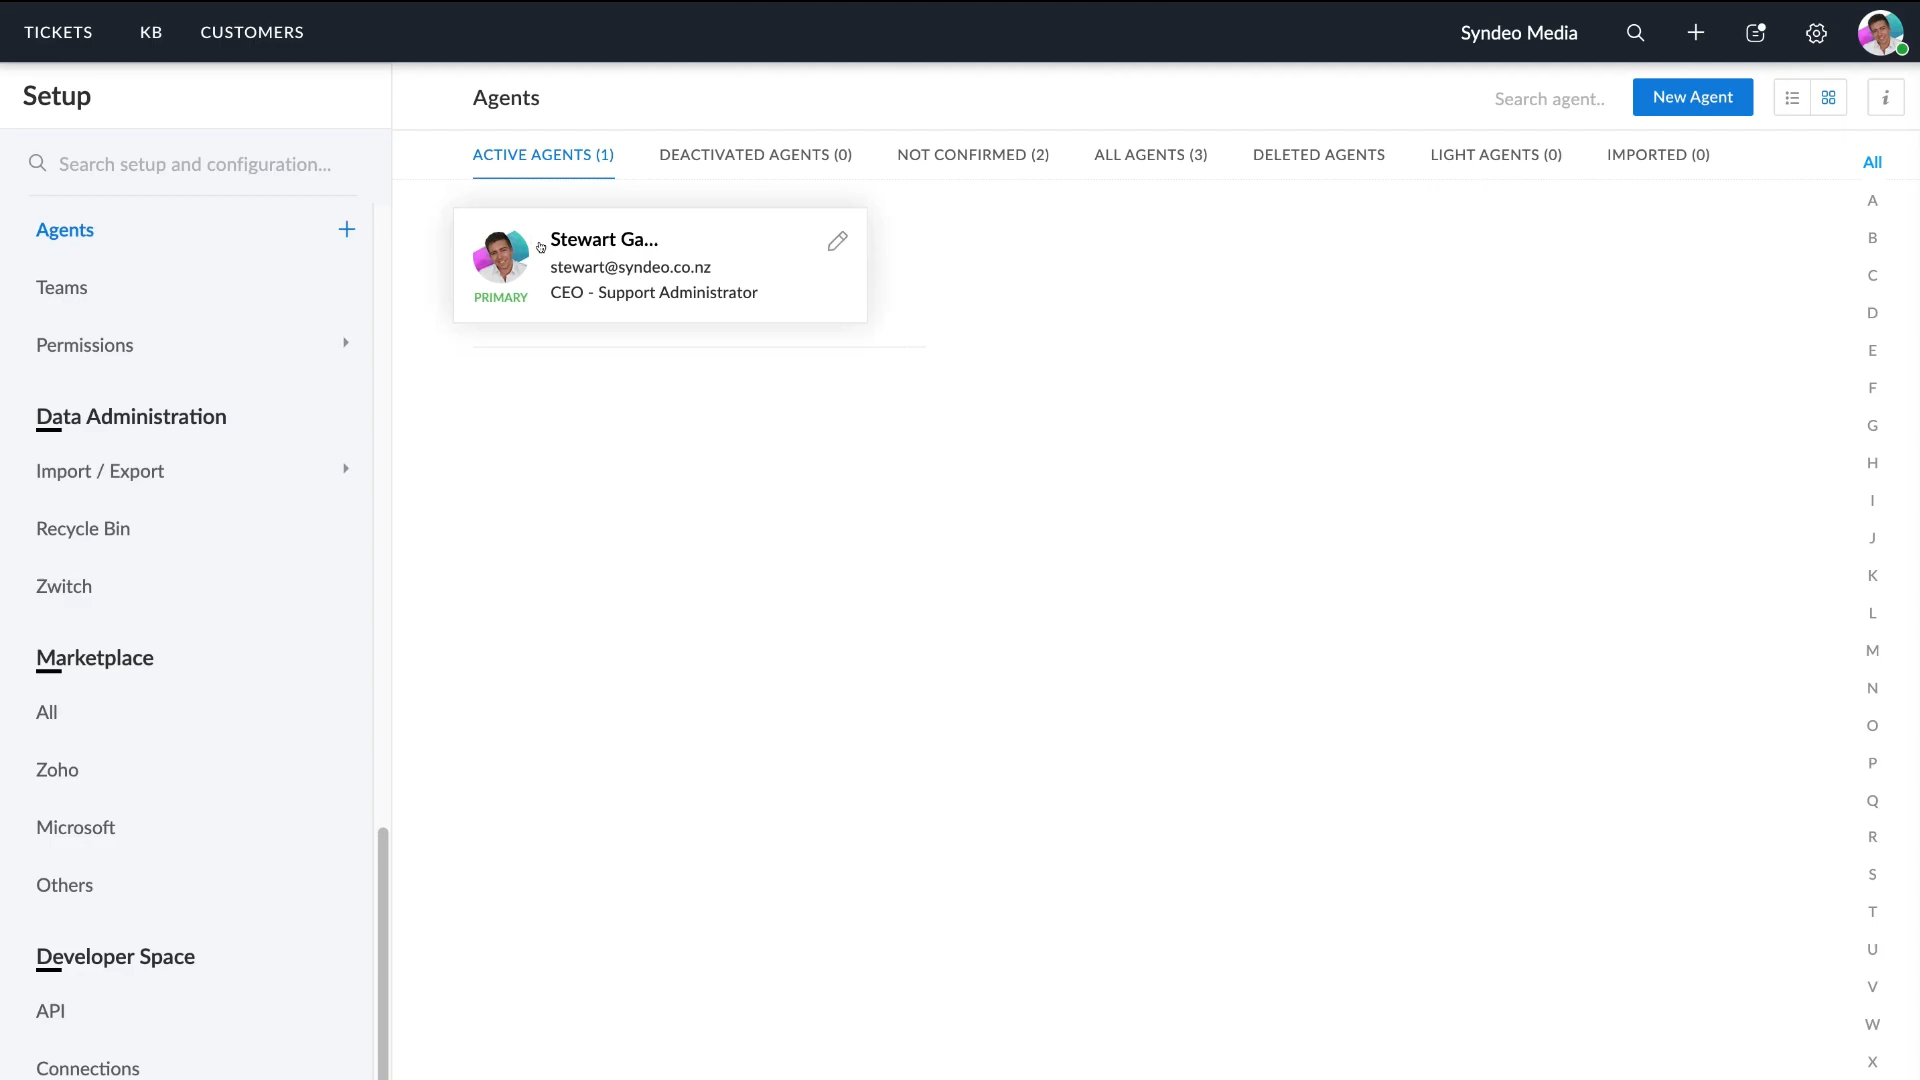 TICKETS
KB
CUSTOMERS
Syndeo Media
Setup
Search setup and configuration...
Agents
Teams
Permissions
Data Administration
Import / Export
Recycle Bin
Zwitch
Marketplace
All
Zoho
Microsoft
Others
Developer Space
API
Connections
Agents
Search agent..
New Agent
i
ACTIVE AGENTS (1)
DEACTIVATED AGENTS (0)
NOT CONFIRMED (2)
ALL AGENTS (3)
DELETED AGENTS
LIGHT AGENTS (0)
IMPORTED (0)
Stewart Ga...
stewart@syndeo.co.nz
CEO - Support Administrator
PRIMARY
All
A
B
C
D
E
F
G
H
I
J
K
L
M
N
O
P
Q
R
S
T
U
V
W
X